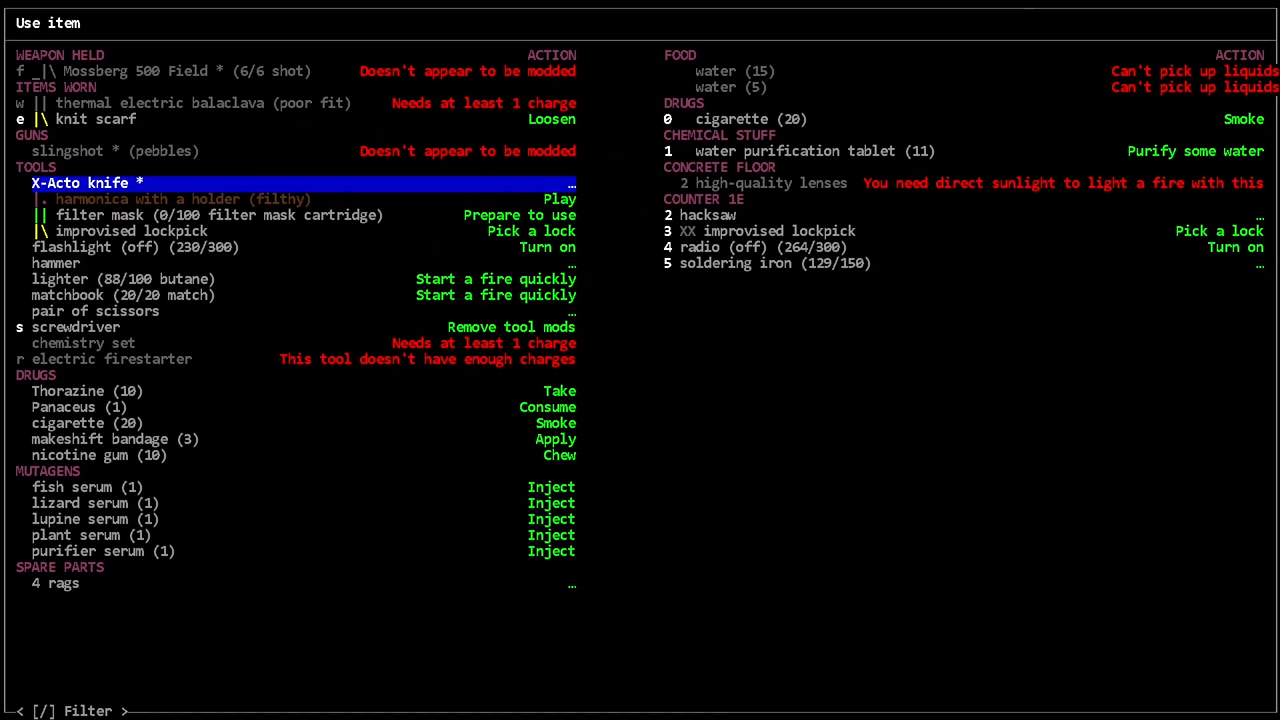 Use item
WEAPON HELD ACTION
f _|\ Mossberg 500 Field * (6/6 shot) Doesn't appear to be modded
ITEMS WORN
w || thermal electric balaclava (poor fit) Needs at least 1 charge
e |\ knit scarf Loosen
GUNS
slingshot * (pebbles) Doesn't appear to be modded
TOOLS
X-Acto knife * …
|. harmonica with a holder (filthy) Play
|| filter mask (0/100 filter mask cartridge) Prepare to use
|\ improvised lockpick Pick a lock
flashlight (off) (230/300) Turn on
hammer …
lighter (88/100 butane) Start a fire quickly
matchbook (20/20 match) Start a fire quickly
pair of scissors …
s screwdriver Remove tool mods
chemistry set Needs at least 1 charge
r electric firestarter This tool doesn't have enough charges
DRUGS
Thorazine (10) Take
Panaceus (1) Consume
cigarette (20) Smoke
makeshift bandage (3) Apply
nicotine gum (10) Chew
MUTAGENS
fish serum (1) Inject
lizard serum (1) Inject
lupine serum (1) Inject
plant serum (1) Inject
purifier serum (1) Inject
SPARE PARTS
4 rags …
FOOD ACTION
water (15) Can't pick up liquids
water (5) Can't pick up liquids
DRUGS
0 cigarette (20) Smoke
CHEMICAL STUFF
1 water purification tablet (11) Purify some water
CONCRETE FLOOR
2 high-quality lenses You need direct sunlight to light a fire with this
COUNTER 1E
2 hacksaw …
3 XX improvised lockpick Pick a lock
4 radio (off) (264/300) Turn on
5 soldering iron (129/150) …
< [/] Filter >